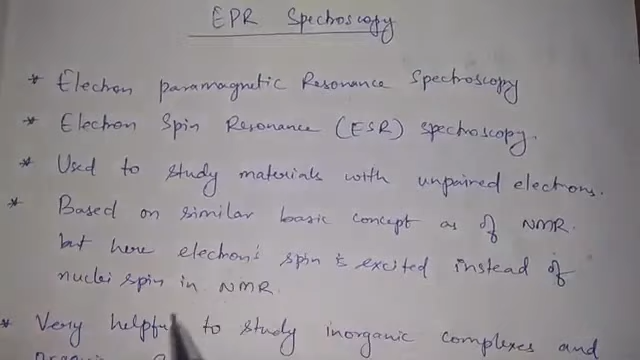 EPR Spectroscopy
* Electron paramagnetic Resonance Spectroscopy
* Electron Spin Resonance (ESR) spectroscopy.
* Used to study materials with unpaired electrons.
* Based on similar basic concept as of NMR.
but here electron's spin is excited instead of
nuclei spin in NMR.
* Very helpful to study inorganic complexes and